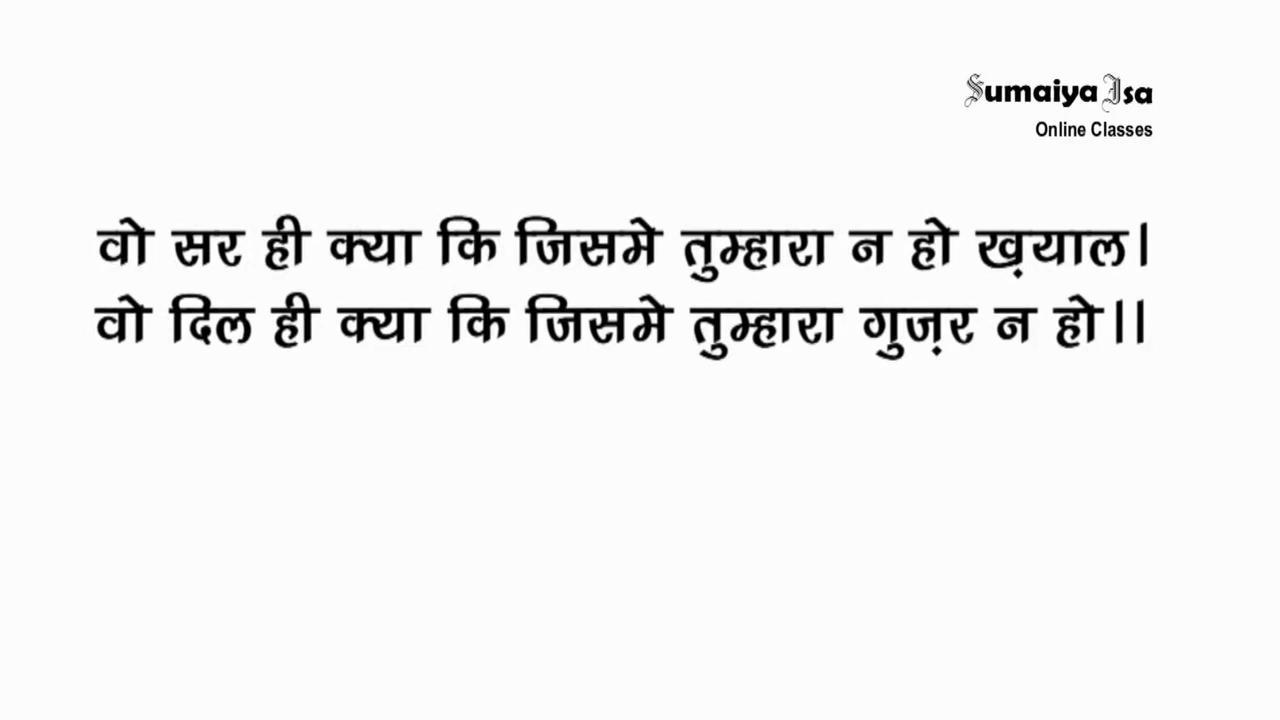 Sumaiya Isa
Online Classes
वो सर ही क्या कि जिसमे तुम्हारा न हो ख़याल।
वो दिल ही क्या कि जिसमे तुम्हारा गुज़र न हो।।